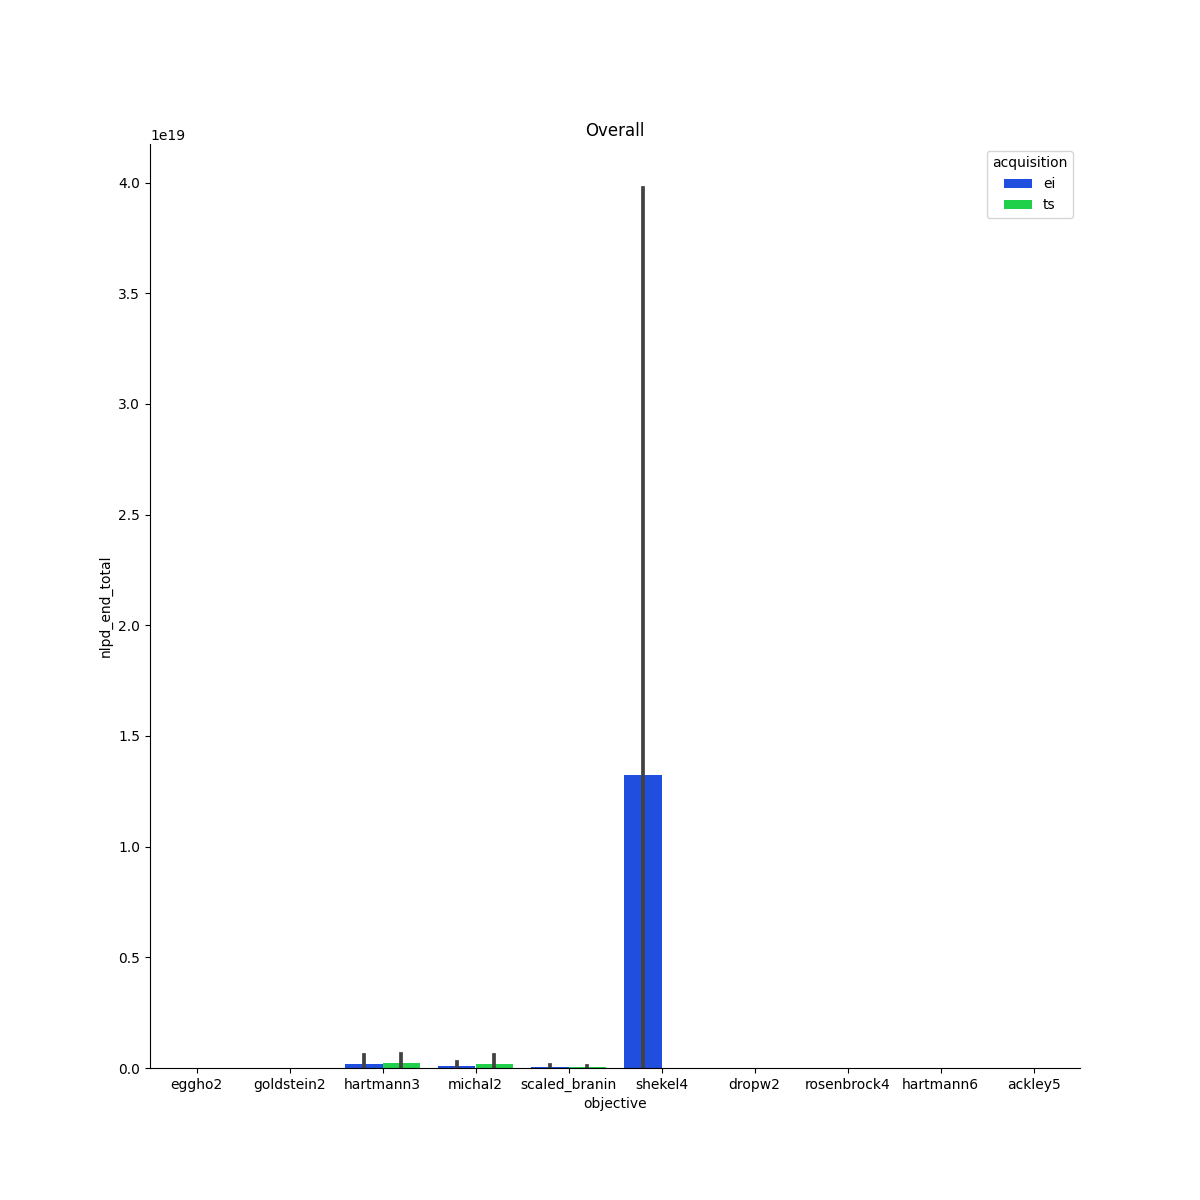 Overall
1e19
acquisition
ei
ts
4.0
3.5
3.0
2.5
2.0
1.5
1.0
0.5
0.0
nlpd_end_total
eggho2 goldstein2 hartmann3 michal2 scaled_branin shekel4 dropw2 rosenbrock4 hartmann6 ackley5
objective